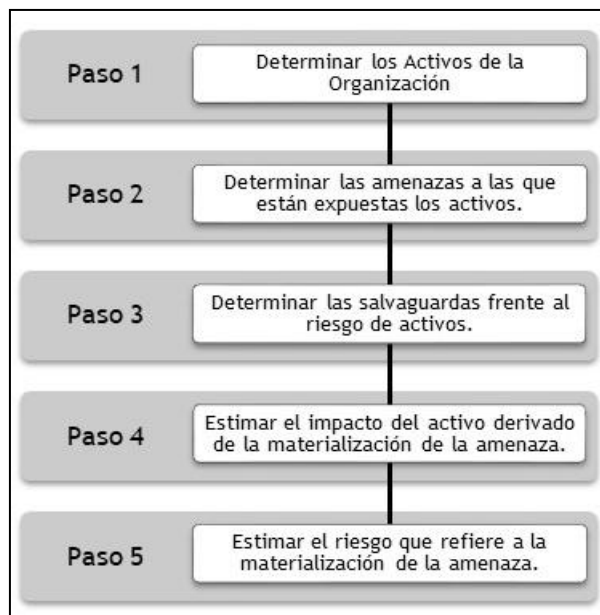 Paso 1
Determinar los Activos de la
Organización
Paso 2
Determinar las amenazas a las que
están expuestas los activos.
Paso 3
Determinar las salvaguardas frente al
riesgo de activos.
Paso 4
Estimar el impacto del activo derivado
de la materialización de la amenaza.
Paso 5
Estimar el riesgo que refiere a la
materialización de la amenaza.